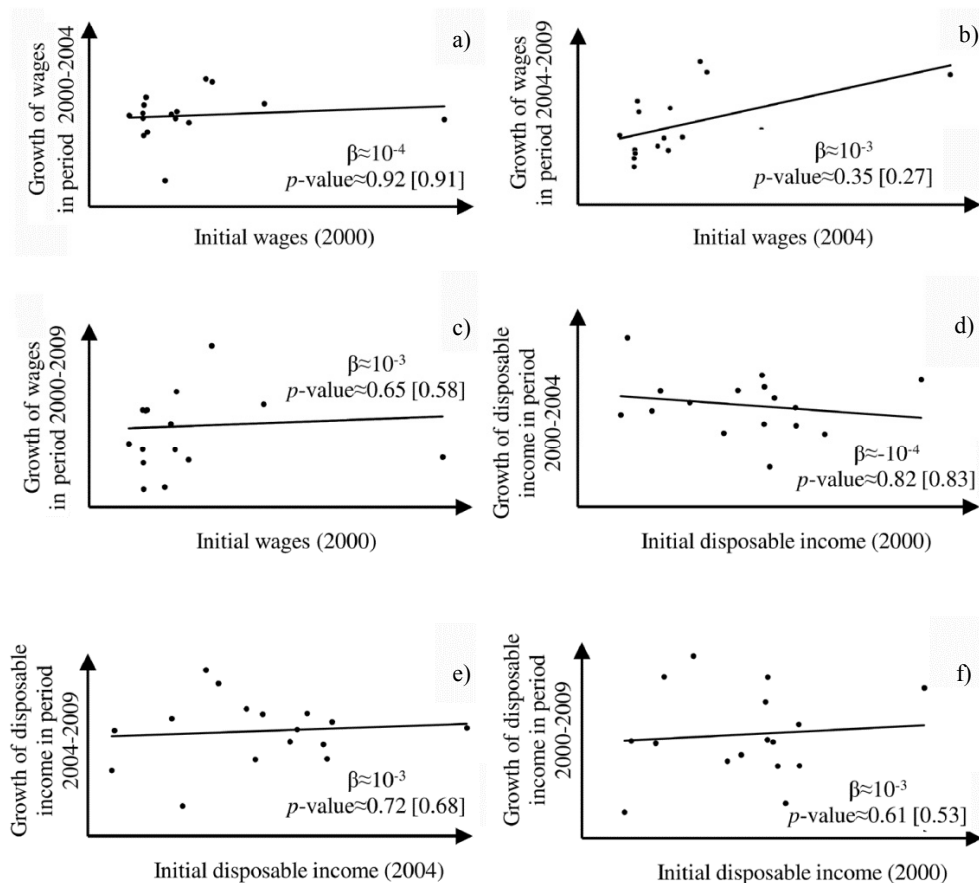 a)
Growth of wages
in period 2000-2004
β≈10-4
p-value≈0.92 [0.91]
Initial wages (2000)
b)
Growth of wages
in period 2004-2009
β≈10-3
p-value≈0.35 [0.27]
Initial wages (2004)
c)
Growth of wages
in period 2000-2009
β≈10-3
p-value≈0.65 [0.58]
Initial wages (2000)
d)
Growth of disposable
income in period
2000-2004
β≈-10-4
p-value≈0.82 [0.83]
Initial disposable income (2000)
e)
Growth of disposable
income in period
2004-2009
β≈10-3
p-value≈0.72 [0.68]
Initial disposable income (2004)
f)
Growth of disposable
income in period
2000-2009
β≈10-3
p-value≈0.61 [0.53]
Initial disposable income (2000)